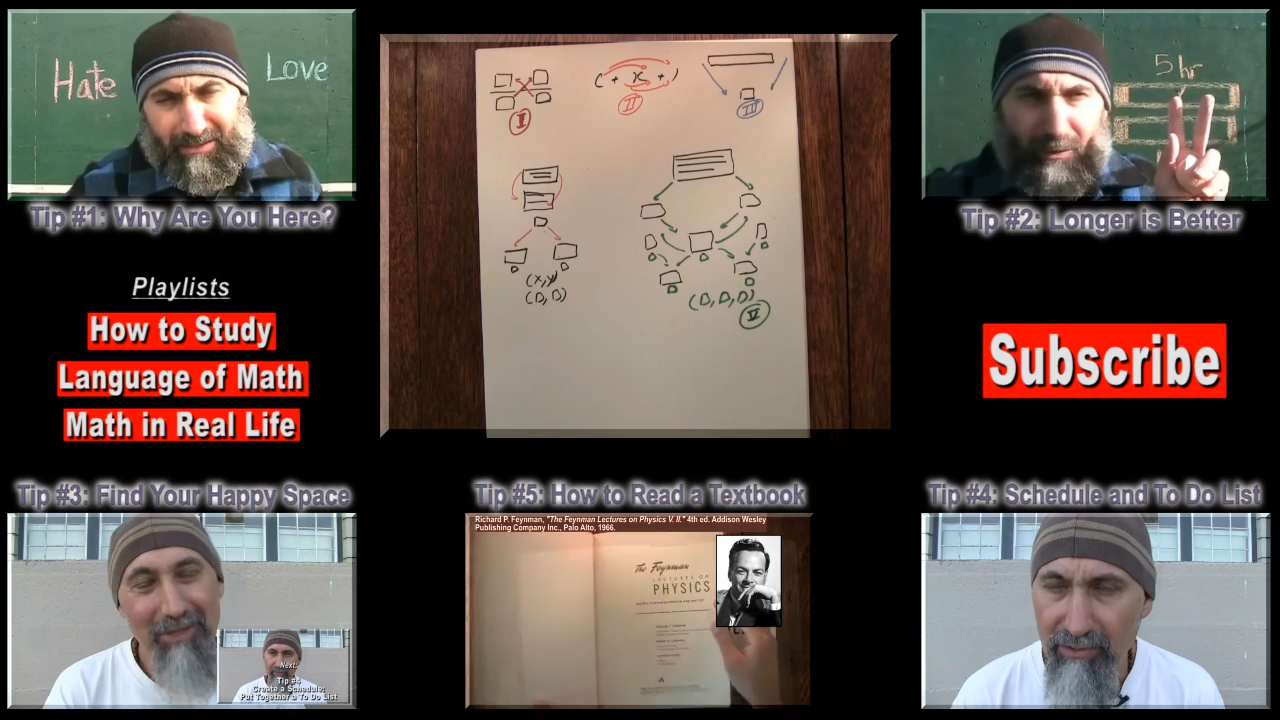 Hate
Love
Tip #1: Why Are You Here?
I
( + x + )
II
III
(x,y)
(D,D)
(D,D,D)
V
5 hr
Tip #2: Longer is Better
Playlists
How to Study
Language of Math
Math in Real Life
Subscribe
Tip #3: Find Your Happy Space
Next:
Tip #4
Create a Schedule:
Put Together a To Do List
Tip #5: How to Read a Textbook
Richard P. Feynman, "The Feynman Lectures on Physics V. II." 4th ed. Addison Wesley
Publishing Company Inc., Palo Alto, 1966.
The Feynman
LECTURES ON
PHYSICS
Tip #4: Schedule and To Do List